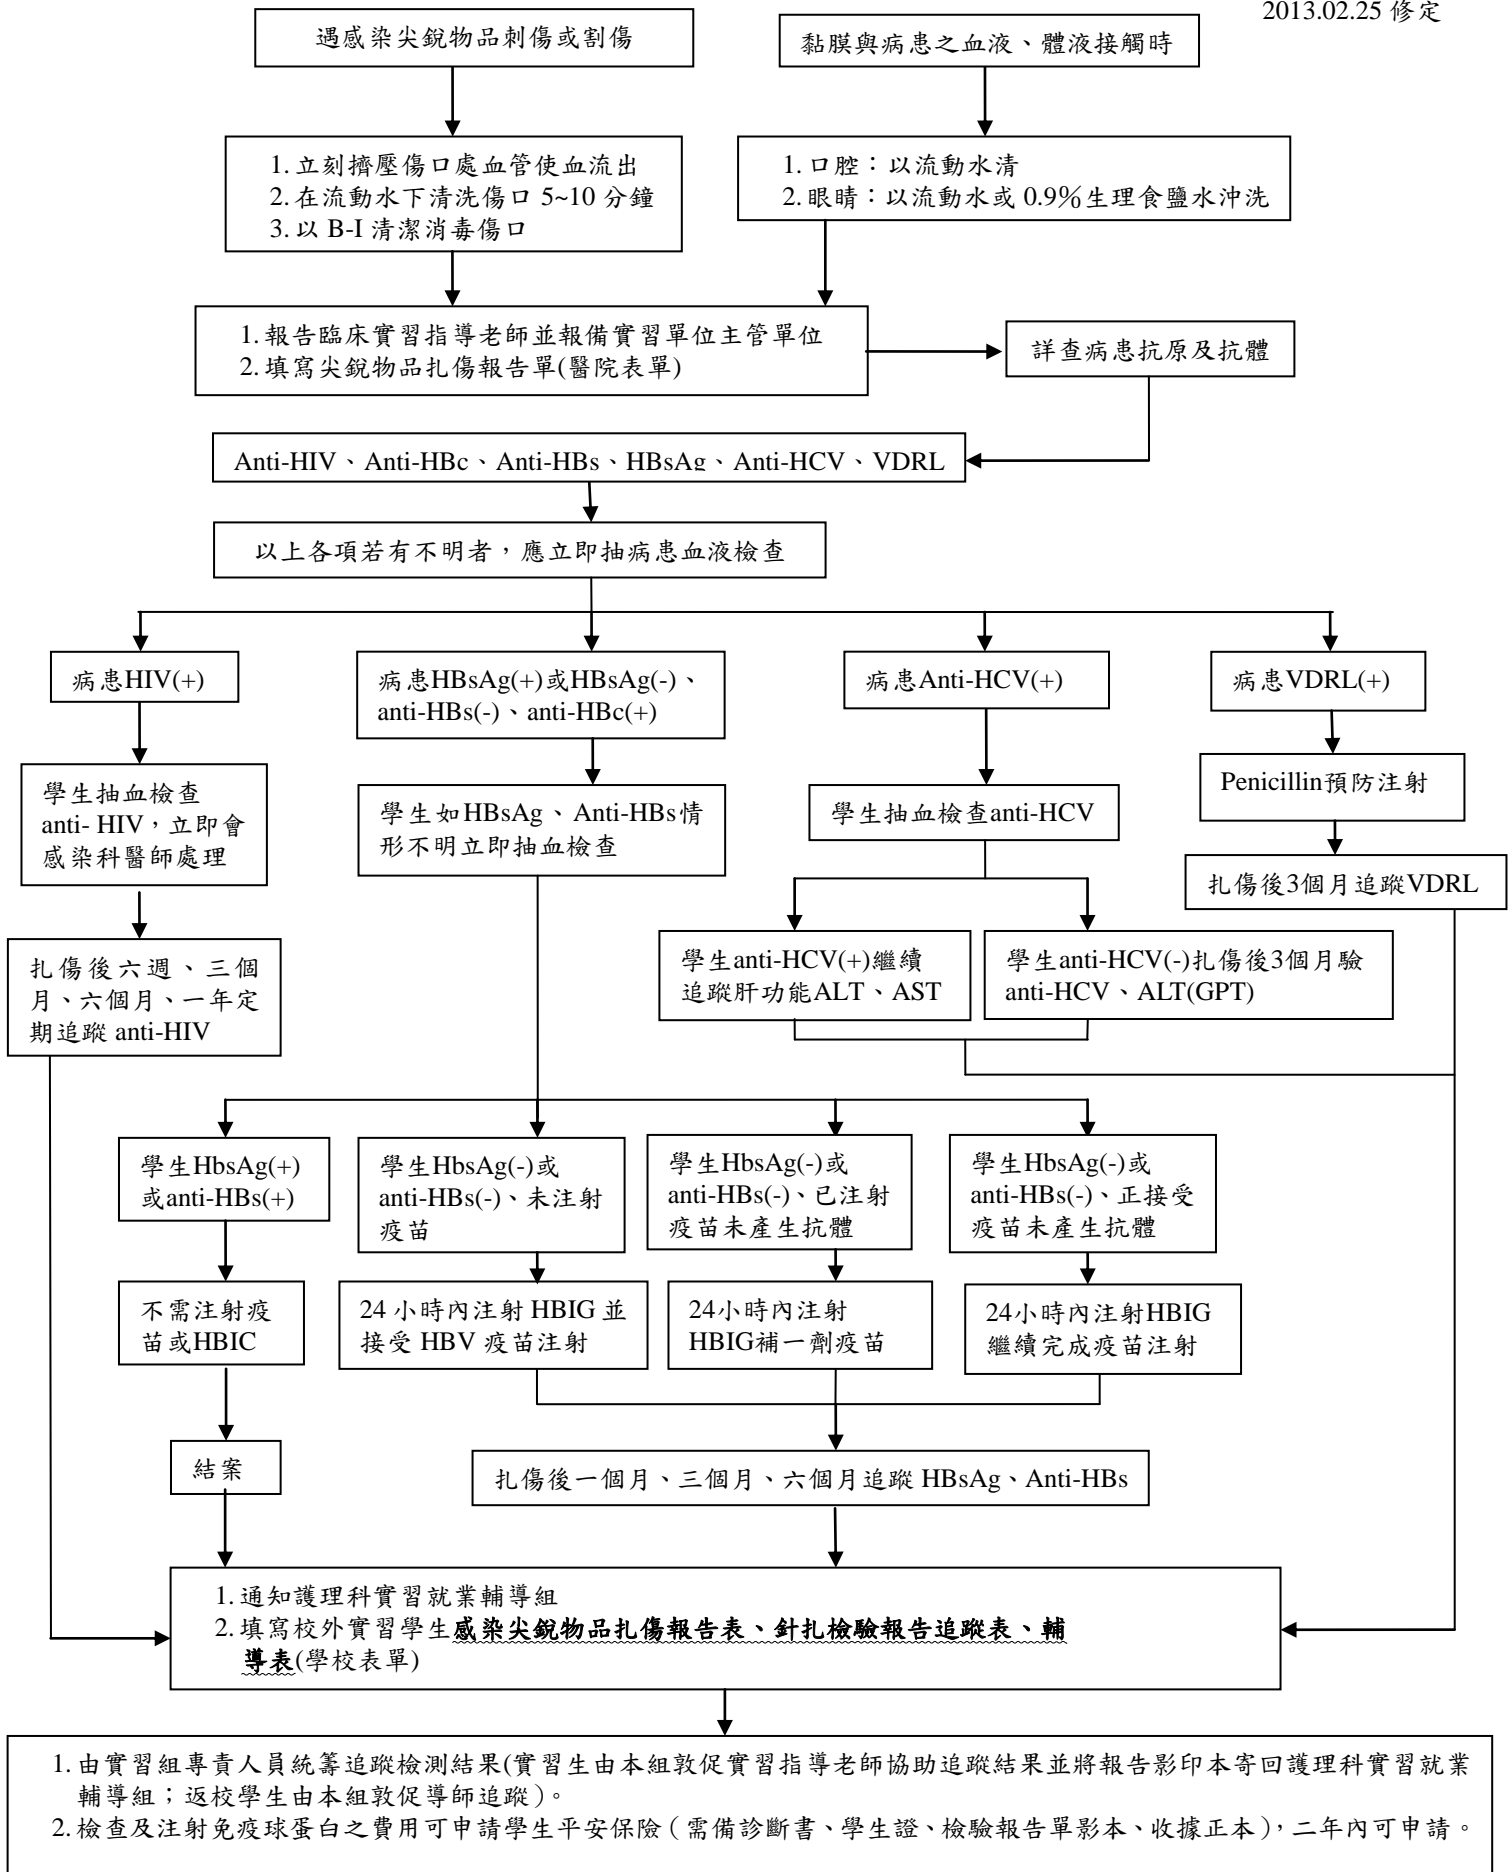 2013.02.25 修定
遇感染尖銳物品刺傷或割傷
黏膜與病患之血液、體液接觸時
1. 立刻擠壓傷口處血管使血流出
2. 在流動水下清洗傷口 5~10 分鐘
3. 以 B-I 清潔消毒傷口
1. 口腔：以流動水清
2. 眼睛：以流動水或 0.9％生理食鹽水沖洗
1. 報告臨床實習指導老師並報備實習單位主管單位
2. 填寫尖銳物品扎傷報告單(醫院表單)
詳查病患抗原及抗體
Anti-HIV、Anti-HBc、Anti-HBs、HBsAg、Anti-HCV、VDRL
以上各項若有不明者，應立即抽病患血液檢查
病患HIV(+)
病患HBsAg(+)或HBsAg(-)、
anti-HBs(-)、anti-HBc(+)
病患Anti-HCV(+)
病患VDRL(+)
學生抽血檢查
anti- HIV，立即會
感染科醫師處理
學生如HBsAg、Anti-HBs情
形不明立即抽血檢查
學生抽血檢查anti-HCV
Penicillin預防注射
扎傷後3個月追蹤VDRL
扎傷後六週、三個
月、六個月、一年定
期追蹤 anti-HIV
學生anti-HCV(+)繼續
追蹤肝功能ALT、AST
學生anti-HCV(-)扎傷後3個月驗
anti-HCV、ALT(GPT)
學生HbsAg(+)
或anti-HBs(+)
學生HbsAg(-)或
anti-HBs(-)、未注射
疫苗
學生HbsAg(-)或
anti-HBs(-)、已注射
疫苗未產生抗體
學生HbsAg(-)或
anti-HBs(-)、正接受
疫苗未產生抗體
不需注射疫
苗或HBIC
24 小時內注射 HBIG 並
接受 HBV 疫苗注射
24小時內注射
HBIG補一劑疫苗
24小時內注射HBIG
繼續完成疫苗注射
結案
扎傷後一個月、三個月、六個月追蹤 HBsAg、Anti-HBs
1. 通知護理科實習就業輔導組
2. 填寫校外實習學生感染尖銳物品扎傷報告表、針扎檢驗報告追蹤表、輔
導表(學校表單)
1. 由實習組專責人員統籌追蹤檢測結果(實習生由本組敦促實習指導老師協助追蹤結果並將報告影印本寄回護理科實習就業
輔導組；返校學生由本組敦促導師追蹤）。
2. 檢查及注射免疫球蛋白之費用可申請學生平安保險（需備診斷書、學生證、檢驗報告單影本、收據正本），二年內可申請。